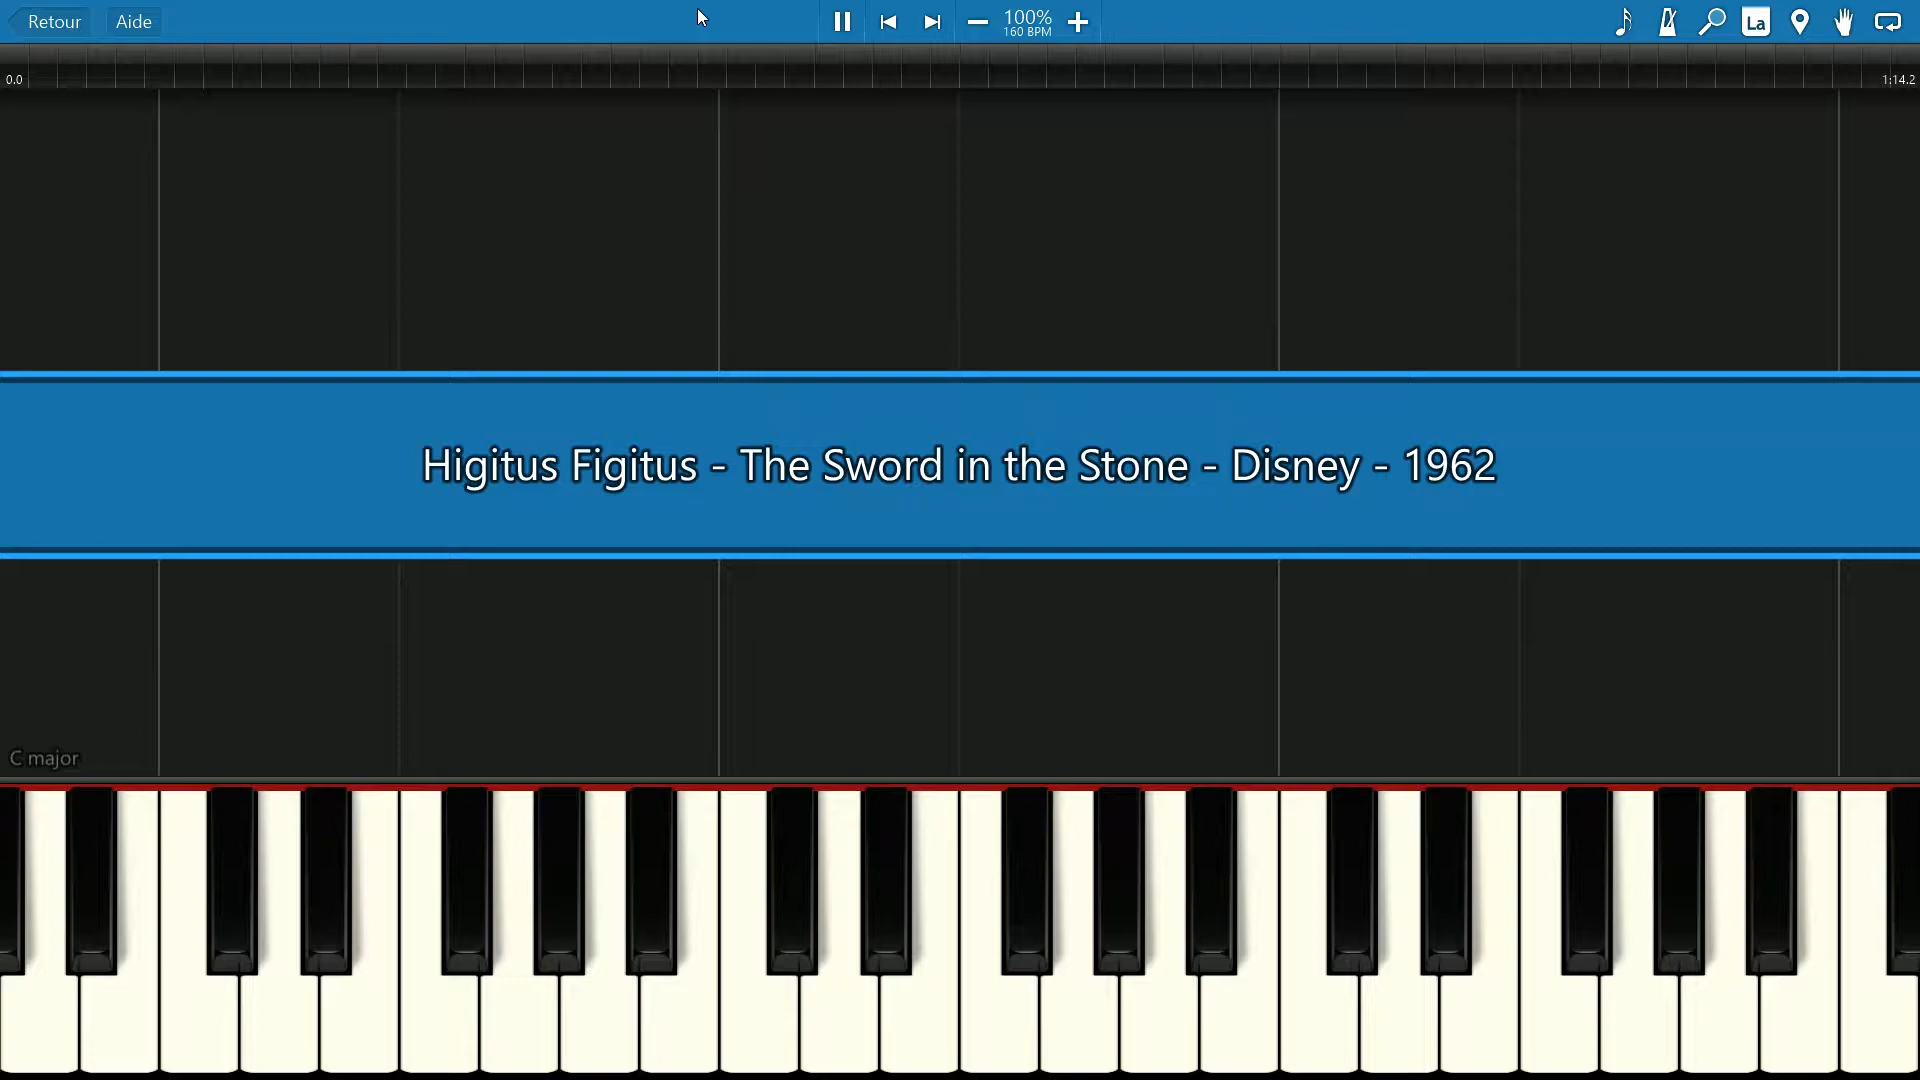 Retour Aide
100%
160 BPM
La
0.0 1:14.2
Higitus Figitus - The Sword in the Stone - Disney - 1962
C major